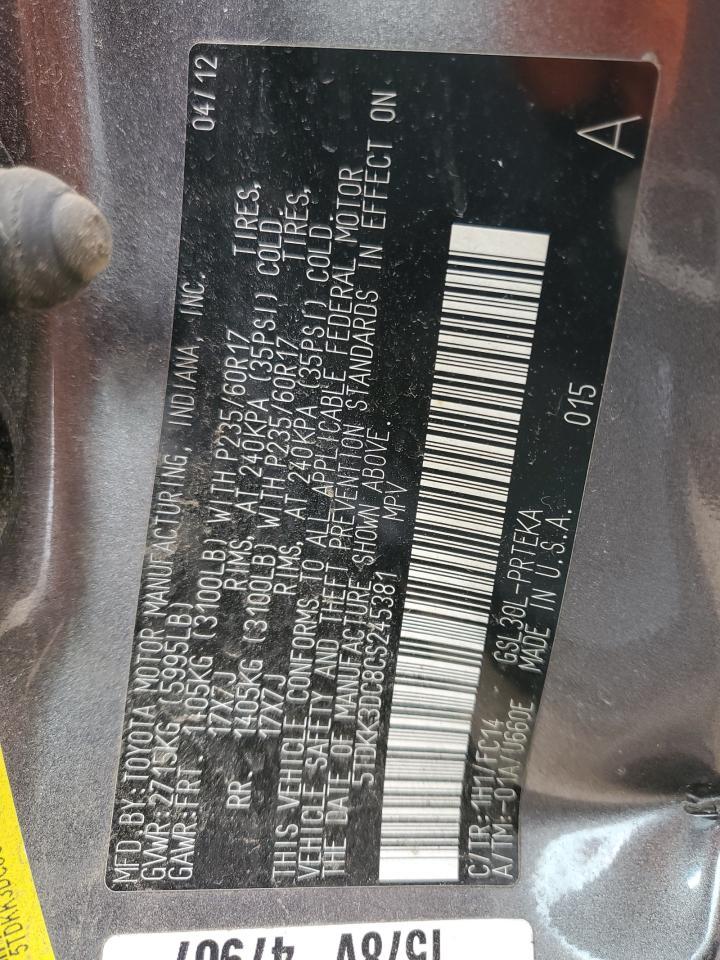 MFD BY: TOYOTA MOTOR MANUFACTURING, INDIANA, INC. 04/12
GVWR: 2715KG ( 5995LB)
GAWR: FRT. 1405KG (3100LB) WITH P235/60R17 TIRES,
17X7J RIMS, AT 240KPA (35PSI) COLD.
RR. 1405KG (3100LB) WITH P235/60R17 TIRES,
17X7J RIMS, AT 240KPA (35PSI) COLD.
THIS VEHICLE CONFORMS TO ALL APPLICABLE FEDERAL MOTOR
VEHICLE SAFETY AND THEFT PREVENTION STANDARDS IN EFFECT ON
THE DATE OF MANUFACTURE SHOWN ABOVE.
5TDKK3DC8CS245381 MPV
C/TR: 1H1/FC14 GSL30L-PRTEKA 015 A
A/TM: -01A/U660E MADE IN U.S.A.